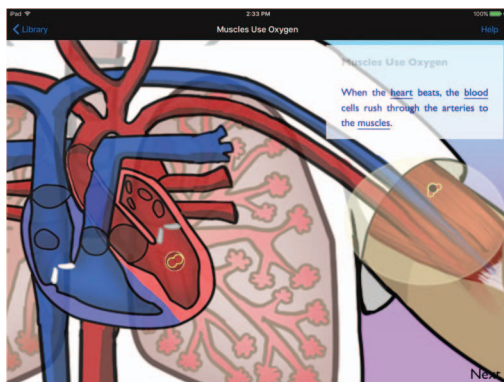 iPad
2:33 PM
100%
Library
Muscles Use Oxygen
Help
Muscles Use Oxygen
When the heart beats, the blood
cells rush through the arteries to
the muscles.
Next